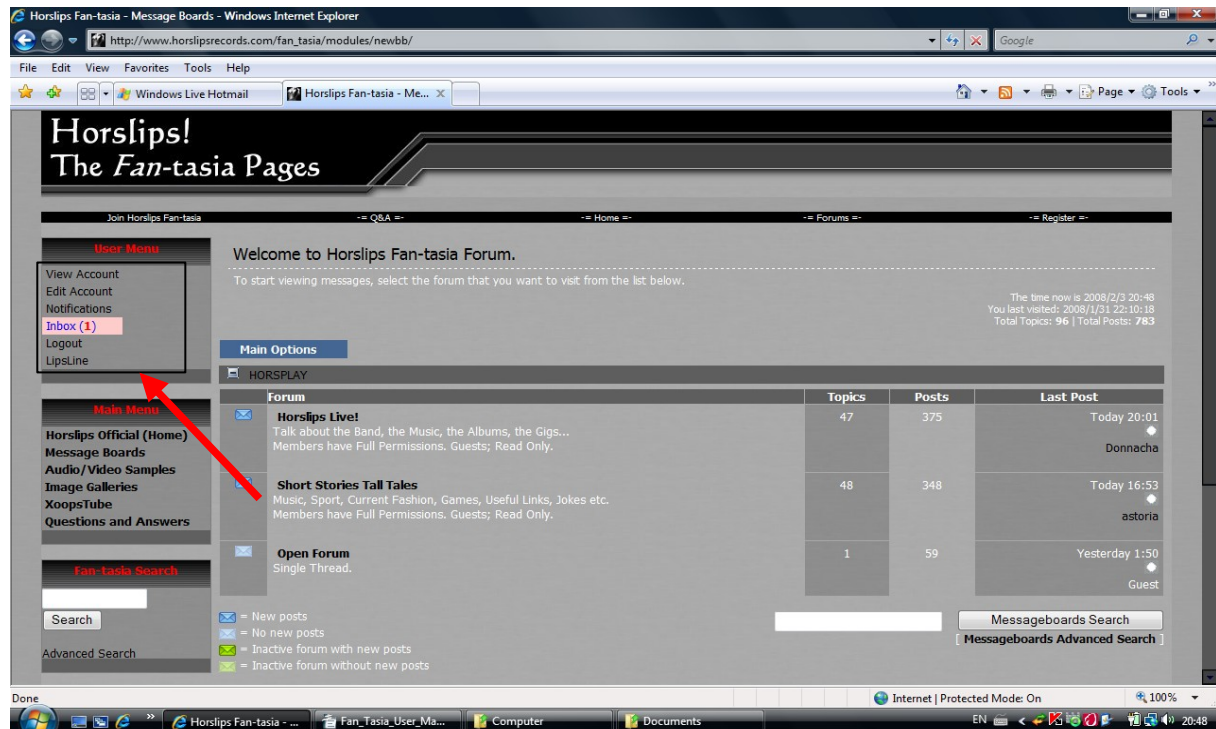 Horslips Fan-tasia - Message Boards - Windows Internet Explorer
http://www.horslipsrecords.com/fan_tasia/modules/newbb/
Google
File Edit View Favorites Tools Help
Windows Live Hotmail
Horslips Fan-tasia - Me...
Page Tools
Horslips!
The Fan-tasia Pages
Join Horslips Fan-tasia -= Q&A =- -= Home =- -= Forums =- -= Register =-
User Menu
View Account
Edit Account
Notifications
Inbox (1)
Logout
LipsLine
Main Menu
Horslips Official (Home)
Message Boards
Audio/Video Samples
Image Galleries
XoopsTube
Questions and Answers
Fan-tasia Search
Search
Advanced Search
Welcome to Horslips Fan-tasia Forum.
To start viewing messages, select the forum that you want to visit from the list below.
The time now is 2008/2/3 20:48
You last visited: 2008/1/31 22:10:18
Total Topics: 96 | Total Posts: 783
Main Options
HORSPLAY
Forum Topics Posts Last Post
Horslips Live! 47 375 Today 20:01
Talk about the Band, the Music, the Albums, the Gigs...
Members have Full Permissions. Guests; Read Only.
Donnacha
Short Stories Tall Tales 48 348 Today 16:53
Music, Sport, Current Fashion, Games, Useful Links, Jokes etc.
Members have Full Permissions. Guests; Read Only.
astoria
Open Forum 1 59 Yesterday 1:50
Single Thread.
Guest
= New posts
= No new posts
= Inactive forum with new posts
= Inactive forum without new posts
Messageboards Search
[ Messageboards Advanced Search ]
Done
Internet | Protected Mode: On
100%
Horslips Fan-tasia - ...
Fan_Tasia_User_Ma...
Computer
Documents
EN
20:48